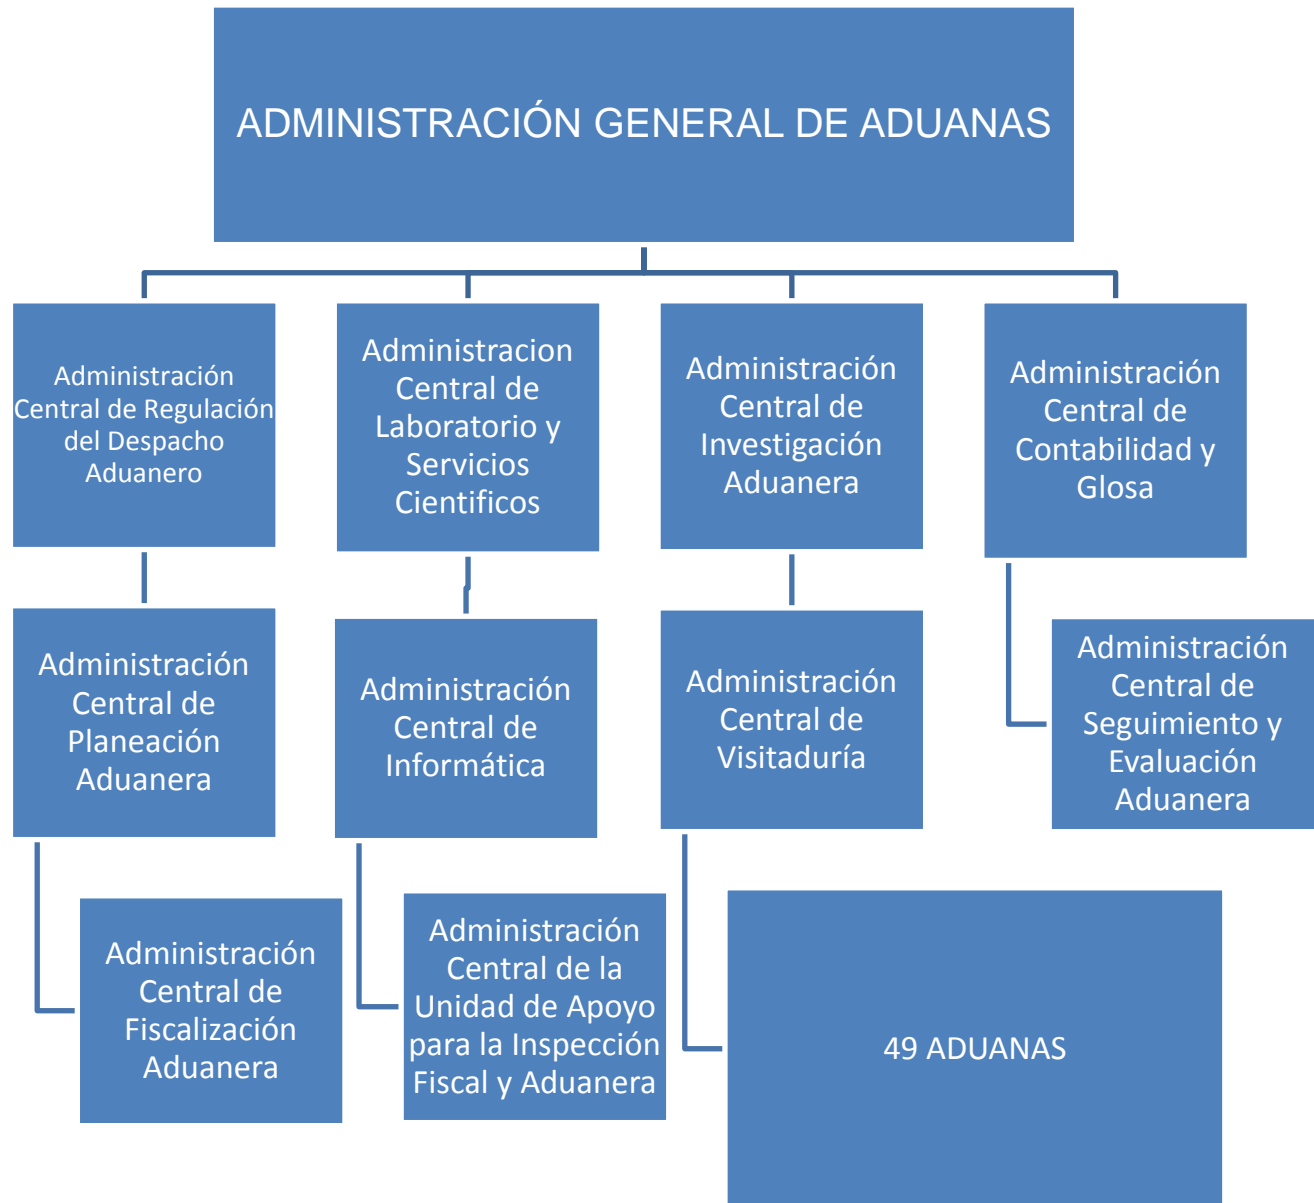 ADMINISTRACIÓN GENERAL DE ADUANAS
Administración
Central de Regulación
del Despacho
Aduanero
Administracion
Central de
Laboratorio y
Servicios
Cientificos
Administración
Central de
Investigación
Aduanera
Administración
Central de
Contabilidad y
Glosa
Administración
Central de
Planeación
Aduanera
Administración
Central de
Informática
Administración
Central de
Visitaduría
Administración
Central de
Seguimiento y
Evaluación
Aduanera
Administración
Central de
Fiscalización
Aduanera
Administración
Central de la
Unidad de Apoyo
para la Inspección
Fiscal y Aduanera
49 ADUANAS